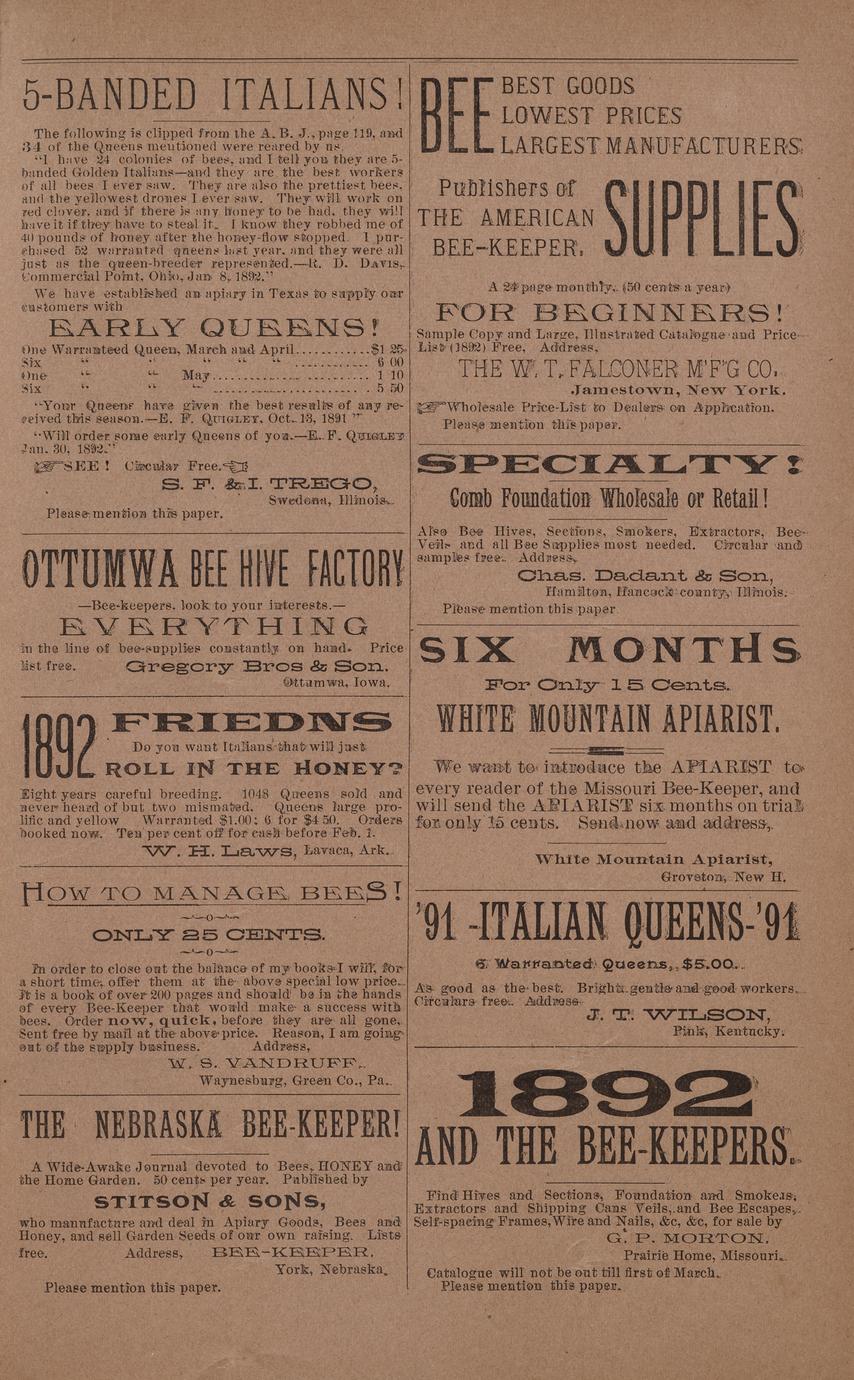 5-BANDED ITALIANS!
The following is clipped from the A. B. J., page 119, and
34 of the Queens mentioned were reared by us.
"I have 24 colonies of bees, and I tell you they are 5-
banded Golden Italians—and they are the best workers
of all bees I ever saw. They are also the prettiest bees,
and the yellowest drones I ever saw. They will work on
red clover, and if there is any honey to be had, they will
have it if they have to steal it. I know they robbed me of
40 pounds of honey after the honey-flow stopped. I pur-
chased 52 warranted queens last year, and they were all
just as the queen-breeder represented.—R. D. DAVIS,
Commercial Point, Ohio, Jan 8, 1892."
We have established an apiary in Texas to supply our
customers with
EARLY QUEENS!
One Warranteed Queen, March and April............$1 25
Six " " " " ............ 6 00
One " " May......................... 1 10
Six " " ......................... 5 50
"Your Queens have given the best results of any re-
ceived this season.—E. F. QUIGLEY, Oct. 13, 1891 "
"Will order some early Queens of you.—E. F. QUIGLEY
Jan. 30, 1892."
☞SEE! Circular Free.☜
S. F. & I. TREGO,
Swedona, Illinois.
Please mention this paper.
OTTUMWA BEE HIVE FACTORY
—Bee-keepers, look to your interests.—
EVERYTHING
in the line of bee-supplies constantly on hand. Price
list free. Gregory Bros & Son.
Ottumwa, Iowa.
1892 FRIEDNS
Do you want Italians that will just
ROLL IN THE HONEY?
Eight years careful breeding. 1048 Queens sold and
never heard of but two mismated. Queens large pro-
lific and yellow Warranted $1.00; 6 for $4 50. Orders
booked now. Ten per cent off for cash before Feb. 1.
W. H. Laws, Lavaca, Ark.
HOW TO MANAGE BEES!
—o—
ONLY 25 CENTS.
—o—
In order to close out the balance of my books I will, for
a short time, offer them at the above special low price.
It is a book of over 200 pages and should be in the hands
of every Bee-Keeper that would make a success with
bees. Order now, quick, before they are all gone.
Sent free by mail at the above price. Reason, I am going
out of the supply business. Address,
W. S. VANDRUFF,
Waynesburg, Green Co., Pa.
THE NEBRASKA BEE-KEEPER!
A Wide-Awake Journal devoted to Bees, HONEY and
the Home Garden. 50 cents per year. Published by
STITSON & SONS,
who manufacture and deal in Apiary Goods, Bees and
Honey, and sell Garden Seeds of our own raising. Lists
free. Address, BEE-KEEPER,
York, Nebraska,
Please mention this paper.
BEE BEST GOODS
LOWEST PRICES
LARGEST MANUFACTURERS.
Publishers of
THE AMERICAN
BEE-KEEPER,
SUPPLIES
A 24 page monthly. (50 cents a year)
FOR BEGINNERS!
Sample Copy and Large, Illustrated Catalogue and Price-
List (1892) Free, Address,
THE W. T. FALCONER M'F'G CO.
Jamestown, New York.
☞Wholesale Price-List to Dealers on Application.
Please mention this paper.
SPECIALTY!
Comb Foundation Wholesale or Retail!
Also Bee Hives, Sections, Smokers, Extractors, Bee-
Veils and all Bee Supplies most needed. Circular and
samples free. Address,
Chas. Dadant & Son,
Hamilton, Hancock county, Illinois.
Please mention this paper
SIX MONTHS
For Only 15 Cents.
WHITE MOUNTAIN APIARIST.
We want to introduce the APIARIST to
every reader of the Missouri Bee-Keeper, and
will send the APIARIST six months on trial
for only 15 cents. Send now and address,
White Mountain Apiarist,
Groveton, New H.
'91 -ITALIAN QUEENS-'91
6 Warranted Queens, $5.00.
As good as the best. Bright gentle and good workers.
Circulars free. Address
J. T. WILSON,
Pink, Kentucky.
1892
AND THE BEE-KEEPERS.
Find Hives and Sections, Foundation and Smokers,
Extractors and Shipping Cans Veils, and Bee Escapes,
Self-spacing Frames, Wire and Nails, &c, &c, for sale by
G. P. MORTON.
Prairie Home, Missouri.
Catalogue will not be out till first of March.
Please mention this paper.